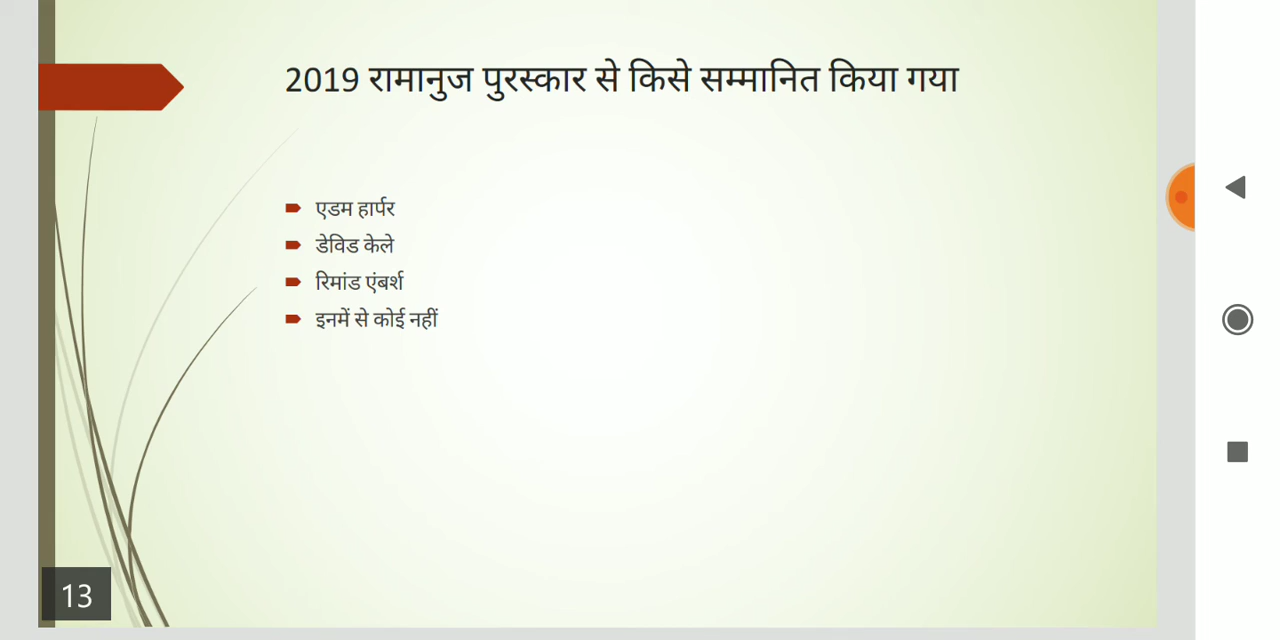 2019 रामानुज पुरस्कार से किसे सम्मानित किया गया
एडम हार्पर
डेविड केले
रिमांड एंबर्श
इनमें से कोई नहीं
13